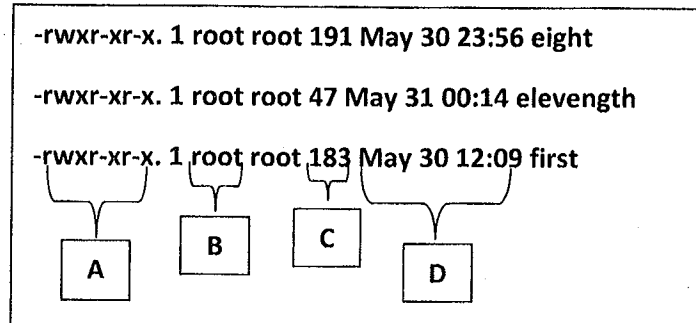 -rwxr-xr-x. 1 root root 191 May 30 23:56 eight
-rwxr-xr-x. 1 root root 47 May 31 00:14 elevength
-rwxr-xr-x. 1 root root 183 May 30 12:09 first
A B C D